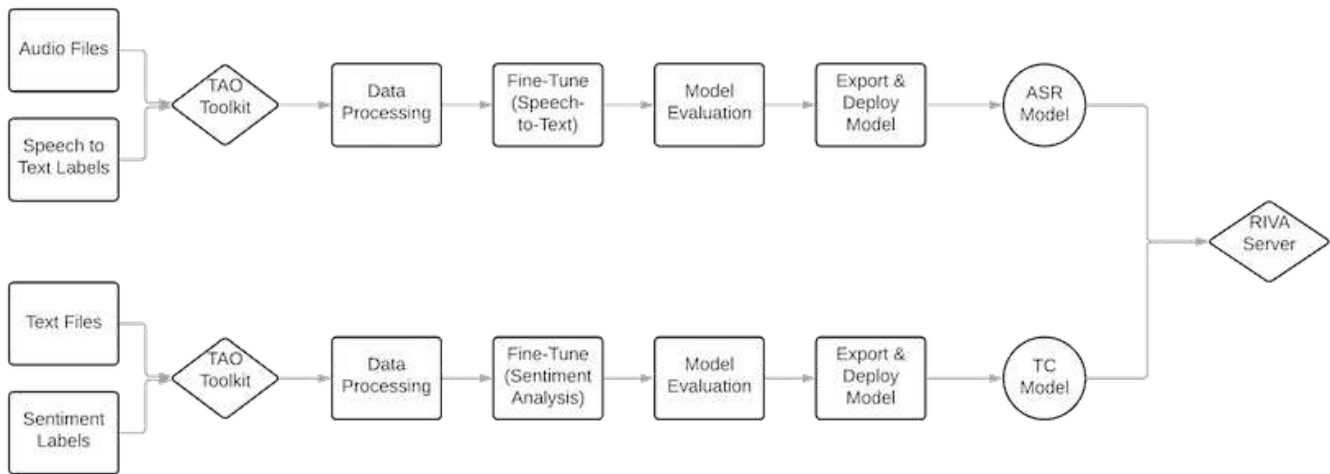 Audio Files
Speech to
Text Labels
TAO
Toolkit
Data
Processing
Fine-Tune
(Speech-
to-Text)
Model
Evaluation
Export &
Deploy
Model
ASR
Model
RIVA
Server
Text Files
Sentiment
Labels
TAO
Toolkit
Data
Processing
Fine-Tune
(Sentiment
Analysis)
Model
Evaluation
Export &
Deploy
Model
TC
Model